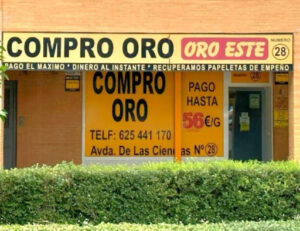 COMPRO ORO ORO ESTE NUMERO 28
PAGO EL MAXIMO * DINERO AL INSTANTE * RECUPERAMOS PAPELETAS DE EMPEÑO
COMPRO
ORO
TELF: 625 441 170
Avda. De Las Ciencias Nº 28
PAGO
HASTA
56€/G